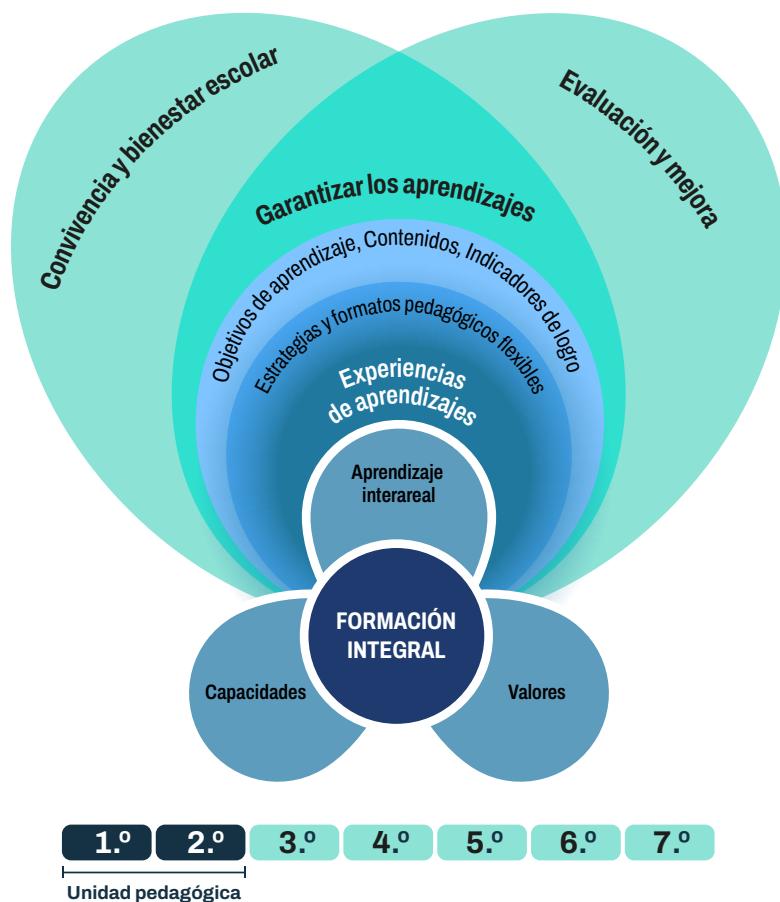 Convivencia y bienestar escolar
Evaluación y mejora
Garantizar los aprendizajes
Objetivos de aprendizaje, Contenidos, Indicadores de logro
Estrategias y formatos pedagógicos flexibles
Experiencias
de aprendizajes
Aprendizaje
interareal
FORMACIÓN
INTEGRAL
Capacidades
Valores
1.º 2.º 3.º 4.º 5.º 6.º 7.º
Unidad pedagógica